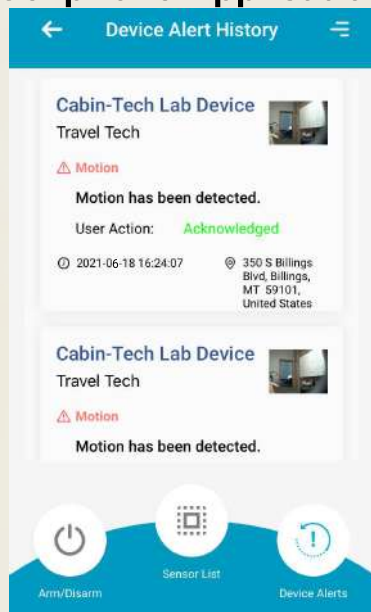 Device Alert History
Cabin-Tech Lab Device
Travel Tech
Motion
Motion has been detected.
User Action: Acknowledged
2021-06-18 16:24:07
350 S Billings
Blvd, Billings,
MT 59101,
United States
Cabin-Tech Lab Device
Travel Tech
Motion
Motion has been detected.
Arm/Disarm
Sensor List
Device Alerts